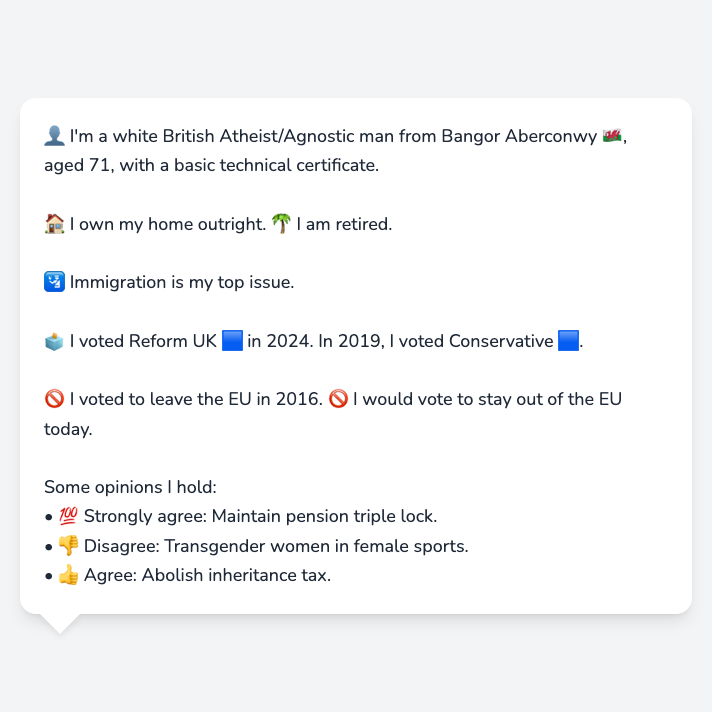 👤 I'm a white British Atheist/Agnostic man from Bangor Aberconwy 🏴󠁧󠁢󠁷󠁬󠁳󠁿,
aged 71, with a basic technical certificate.
🏠 I own my home outright. 🌴 I am retired.
🛂 Immigration is my top issue.
🗳️ I voted Reform UK 🟦 in 2024. In 2019, I voted Conservative 🟦.
🚫 I voted to leave the EU in 2016. 🚫 I would vote to stay out of the EU
today.
Some opinions I hold:
• 💯 Strongly agree: Maintain pension triple lock.
• 👎 Disagree: Transgender women in female sports.
• 👍 Agree: Abolish inheritance tax.